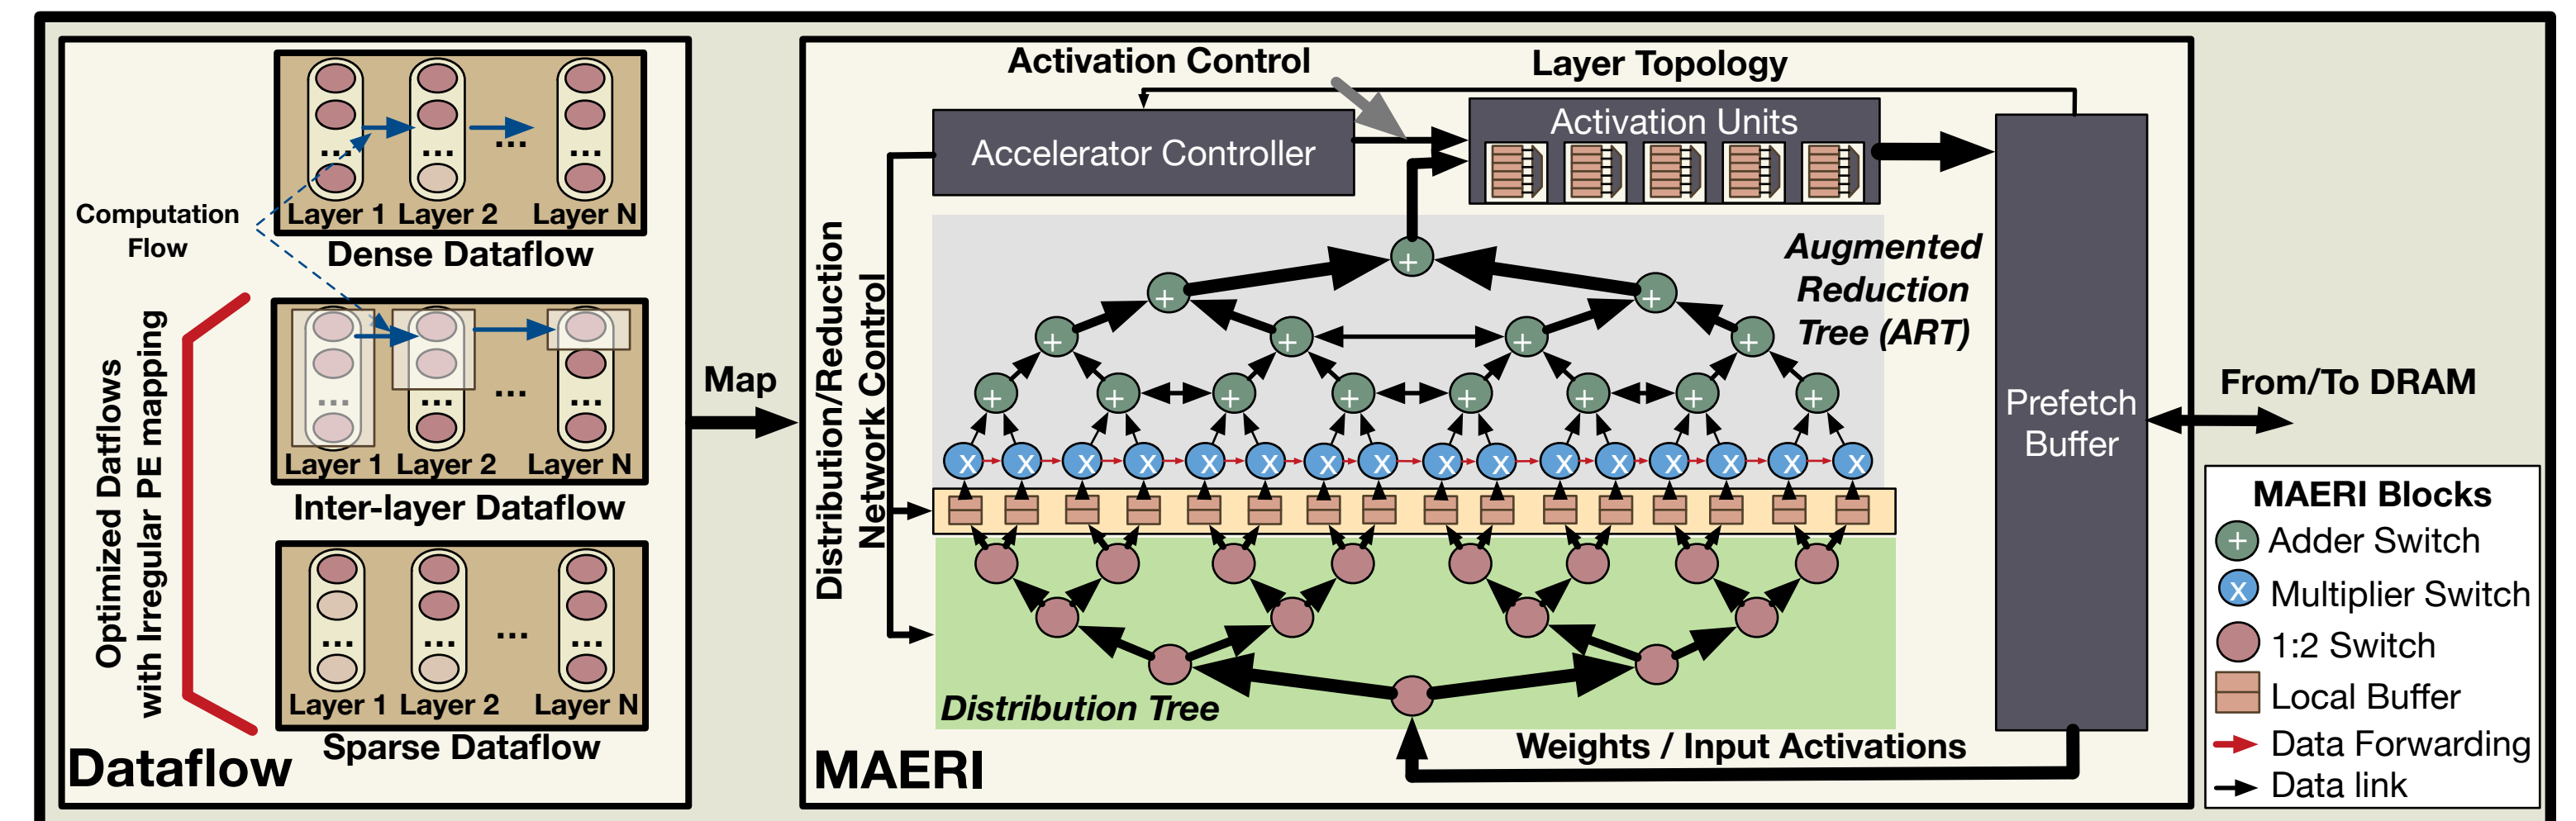 Layer 1 Layer 2 Layer N
Dense Dataflow
Computation
Flow
Layer 1 Layer 2 Layer N
Inter-layer Dataflow
Optimized Datflows
with Irregular PE mapping
Layer 1 Layer 2 Layer N
Sparse Dataflow
Dataflow
Map
Activation Control
Layer Topology
Accelerator Controller
Activation Units
Distribution/Reduction
Network Control
Augmented
Reduction
Tree (ART)
Prefetch
Buffer
Distribution Tree
Weights / Input Activations
MAERI
From/To DRAM
MAERI Blocks
+ Adder Switch
X Multiplier Switch
1:2 Switch
Local Buffer
Data Forwarding
Data link